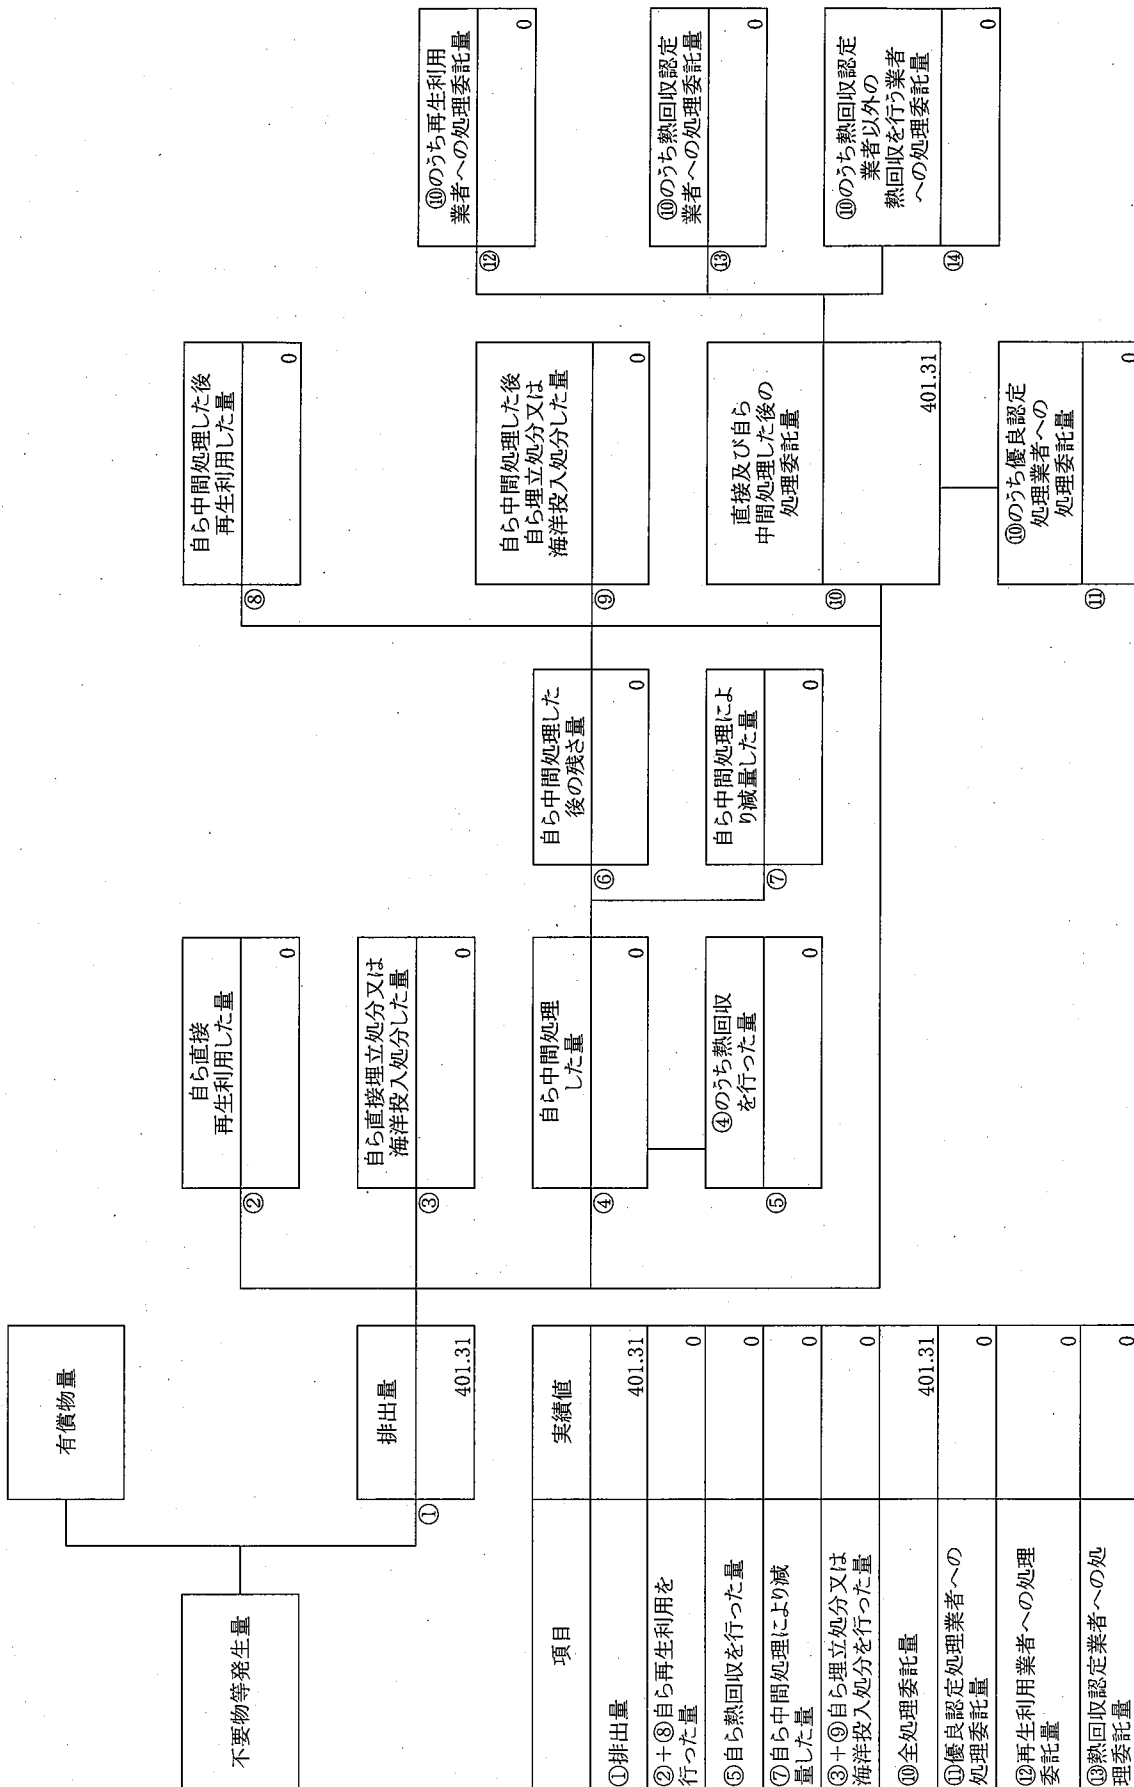 不要物等発生量
有償物量
①
排出量
401.31
②
自ら直接
再生利用した量
0
③
自ら直接埋立処分又は
海洋投入処分した量
0
④
自ら中間処理
した量
0
⑤
④のうち熱回収
を行った量
0
⑥
自ら中間処理した
後の残さ量
0
⑦
自ら中間処理によ
り減量した量
0
⑧
自ら中間処理した後
再生利用した量
0
⑨
自ら中間処理した後
自ら埋立処分又は
海洋投入処分した量
0
⑩
直接及び自ら
中間処理した後の
処理委託量
401.31
⑪
⑩のうち優良認定
処理業者への
処理委託量
0
⑫
⑩のうち再生利用
業者への処理委託量
0
⑬
⑩のうち熱回収認定
業者への処理委託量
0
⑭
⑩のうち熱回収認定
業者以外の
熱回収を行う業者
への処理委託量
0
項目 実績値
①排出量 401.31
②+⑧自ら再生利用を
行った量 0
⑤自ら熱回収を行った量 0
⑦自ら中間処理により減
量した量 0
③+⑨自ら埋立処分又は
海洋投入処分を行った量 0
⑩全処理委託量 401.31
⑪優良認定処理業者への
処理委託量 0
⑫再生利用業者への処理
委託量 0
⑬熱回収認定業者への処
理委託量 0